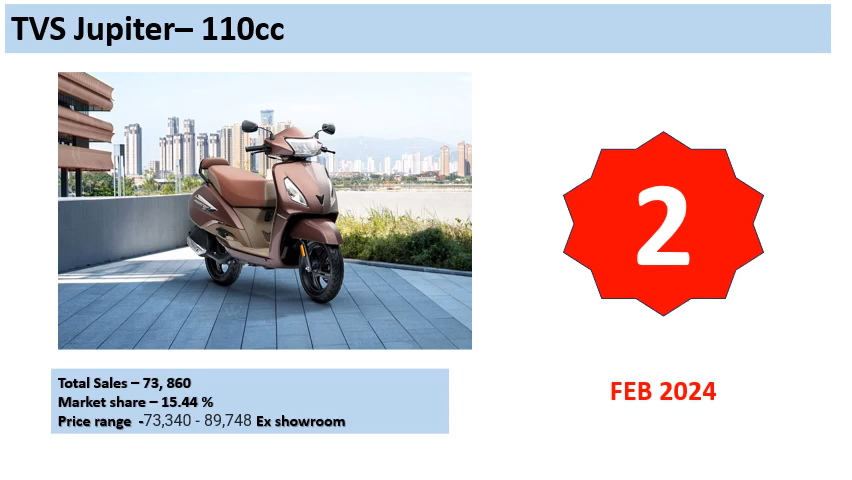 TVS Jupiter– 110cc
2
Total Sales – 73, 860
Market share – 15.44 %
Price range -73,340 - 89,748 Ex showroom
FEB 2024